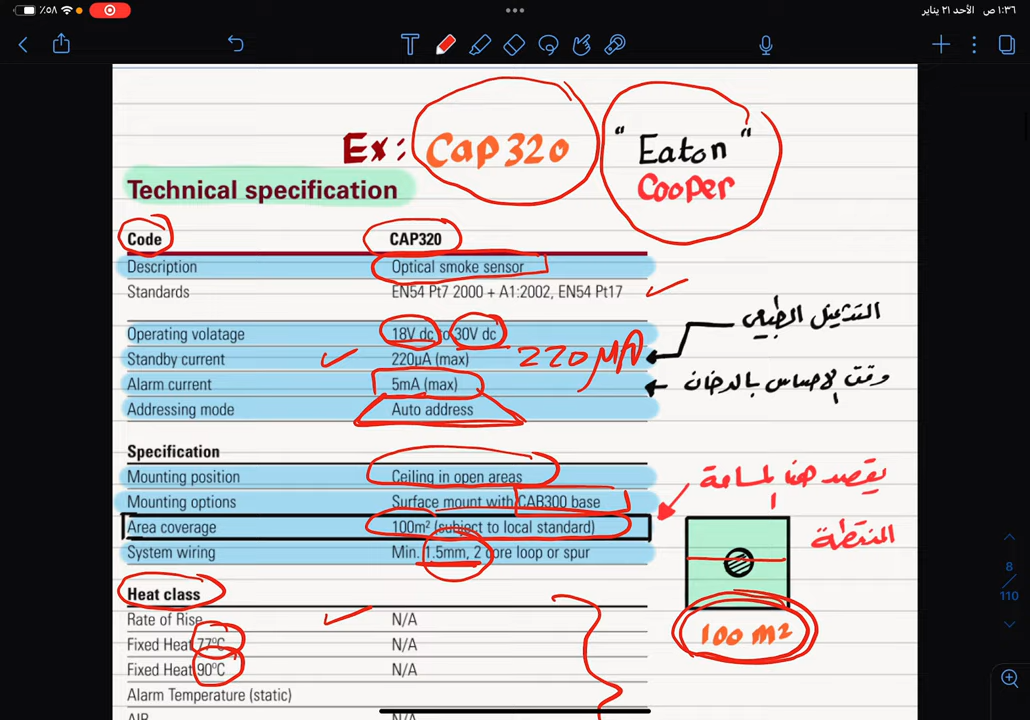 ٪٥٨
١:٣٦ ص الأحد ٢١ يناير
Ex: Cap320 "Eaton"
Cooper
Technical specification
Code CAP320
Description Optical smoke sensor
Standards EN54 Pt7 2000 + A1:2002, EN54 Pt17
Operating volatage 18V dc to 30V dc
التشغيل الطبيعي
Standby current 220µA (max) 220 µA
Alarm current 5mA (max)
وقت الإحساس بالدخان
Addressing mode Auto address
Specification
Mounting position Ceiling in open areas
يقصد هنا بمساحة
Mounting options Surface mount with CAB300 base
Area coverage 100m² (subject to local standard)
المنطقة
System wiring Min. 1.5mm, 2 core loop or spur
Heat class
Rate of Rise N/A
100 m2
Fixed Heat 77°C N/A
Fixed Heat 90°C N/A
Alarm Temperature (static)
AIR N/A
8
110